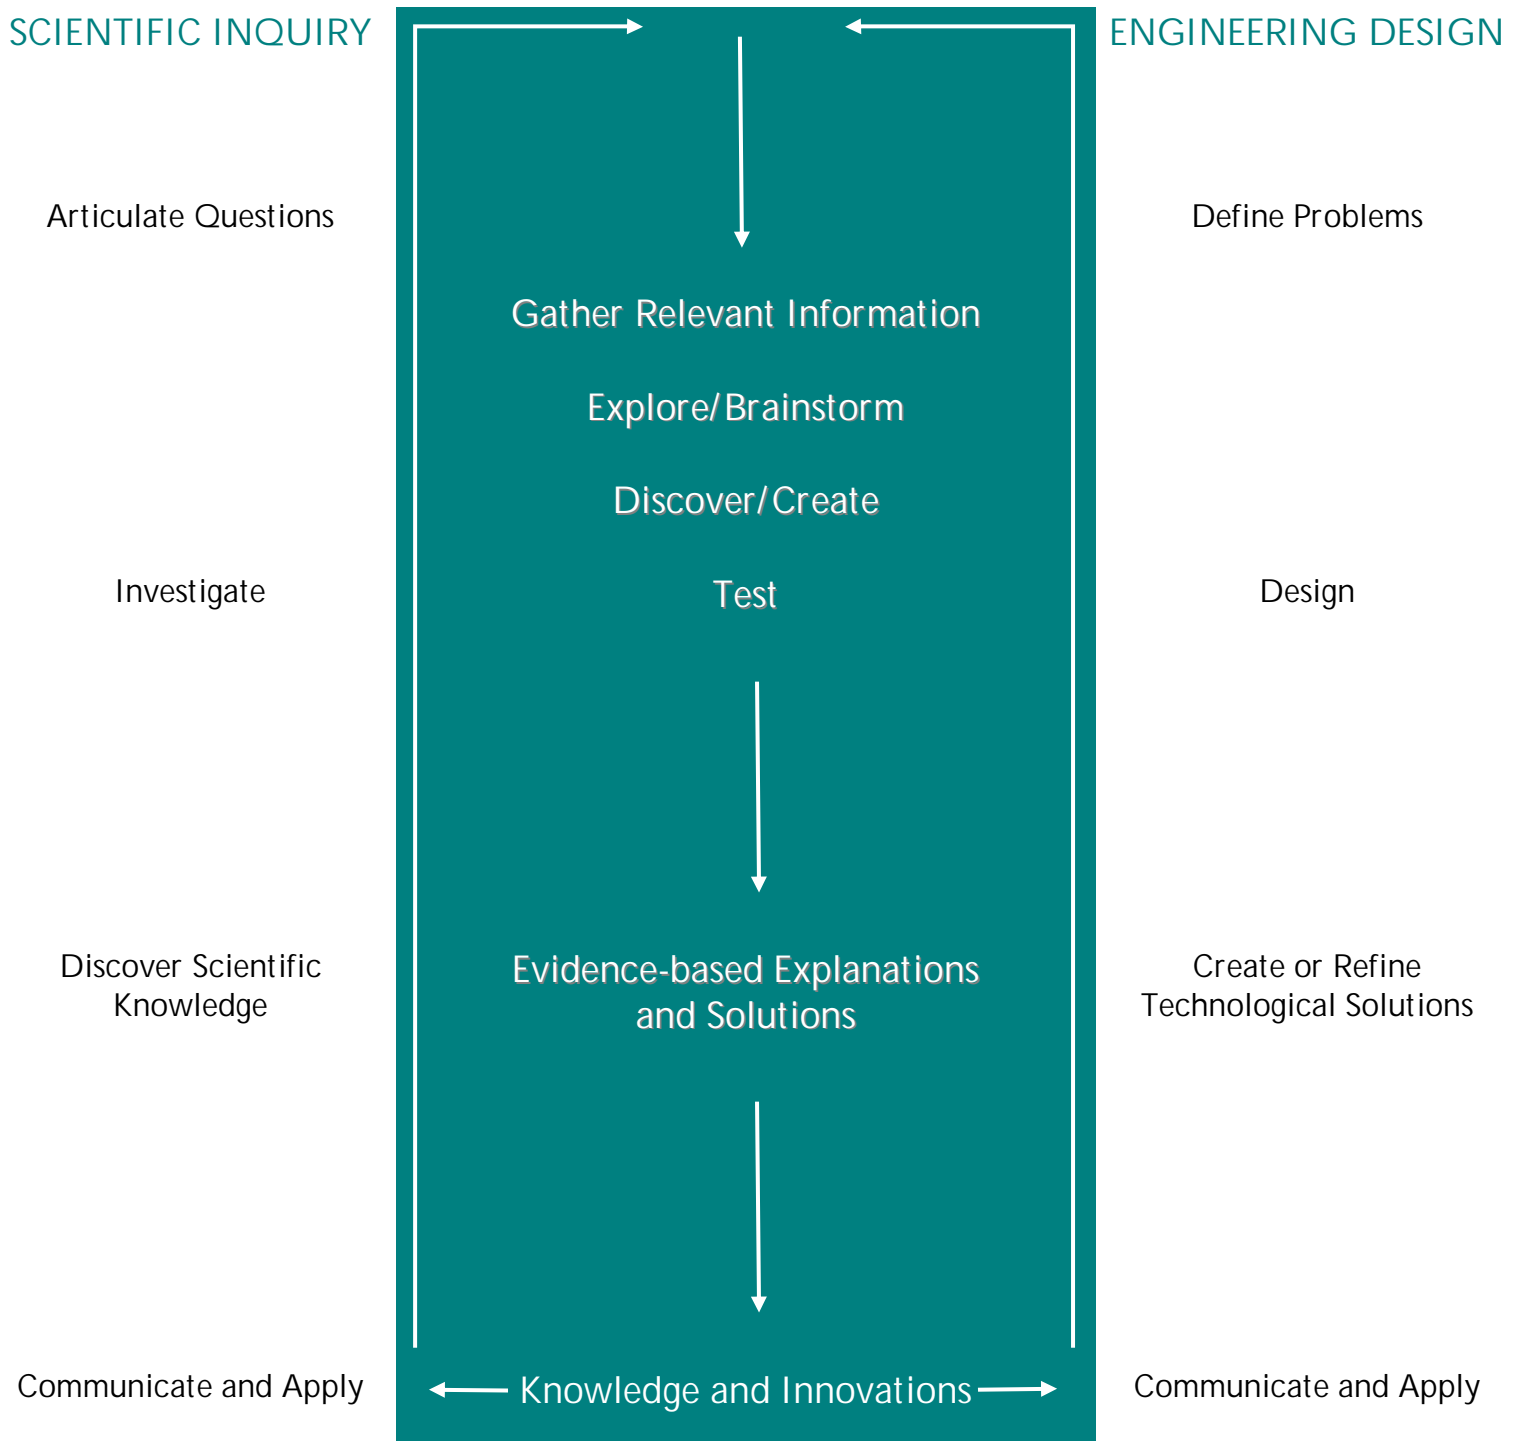 SCIENTIFIC INQUIRY
ENGINEERING DESIGN
Articulate Questions
Define Problems
Gather Relevant Information
Explore/Brainstorm
Discover/Create
Investigate
Test
Design
Discover Scientific
Knowledge
Evidence-based Explanations
and Solutions
Create or Refine
Technological Solutions
Communicate and Apply
Knowledge and Innovations
Communicate and Apply